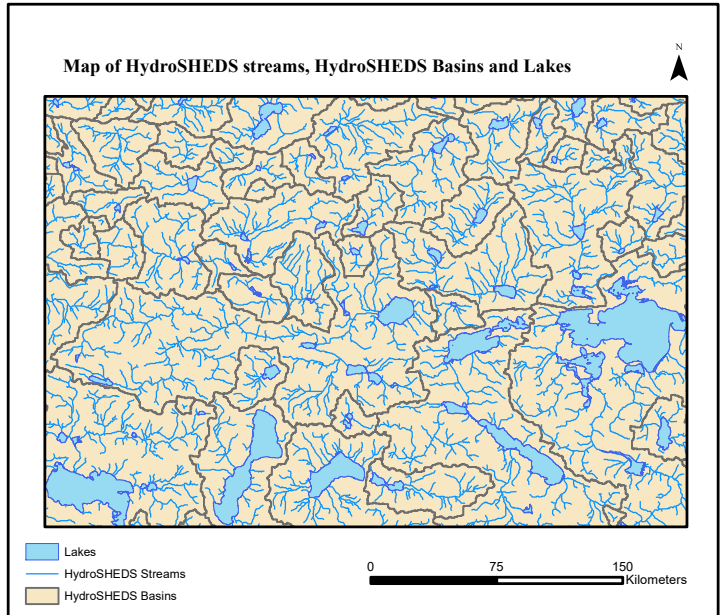 N
Map of HydroSHEDS streams, HydroSHEDS Basins and Lakes
Lakes
HydroSHEDS Streams
HydroSHEDS Basins
0 75 150
Kilometers